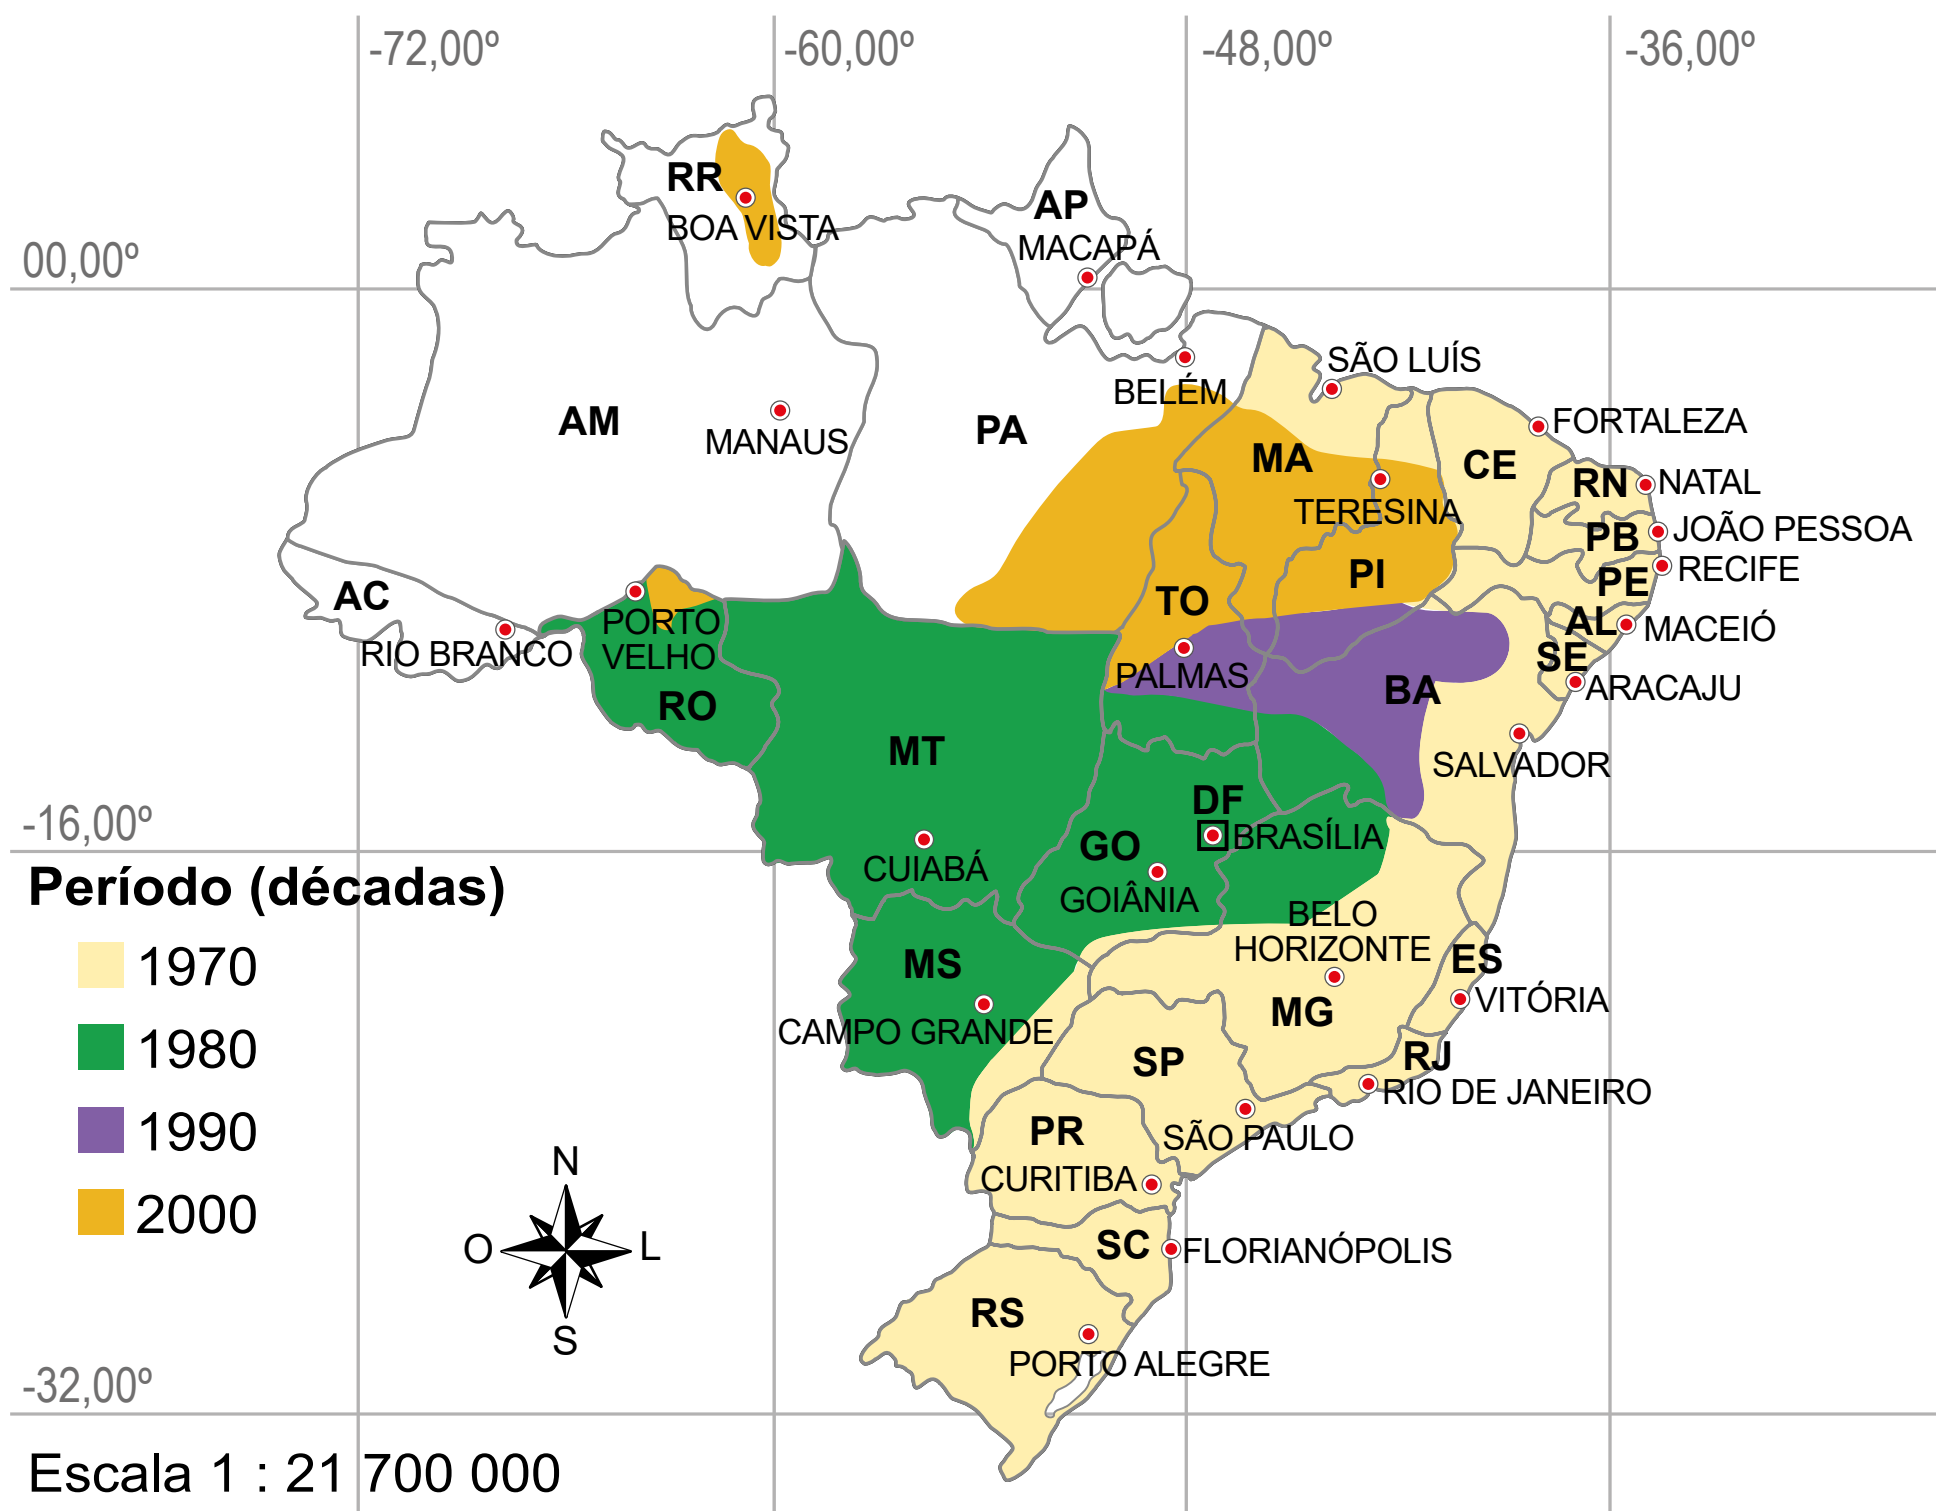 -72,00º
-60,00º
-48,00º
-36,00º
RR
BOA VISTA
AP
MACAPÁ
00,00º
SÃO LUÍS
BELÉM
AM
MANAUS
PA
MA
TERESINA
CE
FORTALEZA
RN
NATAL
PB
JOÃO PESSOA
PE
RECIFE
AC
RIO BRANCO
PORTO
VELHO
RO
TO
PALMAS
PI
AL
MACEIÓ
SE
ARACAJU
BA
SALVADOR
MT
CUIABÁ
DF
BRASÍLIA
GO
GOIÂNIA
-16,00º
Período (décadas)
1970
1980
1990
2000
BELO
HORIZONTE
MG
ES
VITÓRIA
MS
CAMPO GRANDE
SP
SÃO PAULO
RJ
RIO DE JANEIRO
PR
CURITIBA
N
O
L
S
SC
FLORIANÓPOLIS
RS
PORTO ALEGRE
-32,00º
Escala 1 : 21 700 000